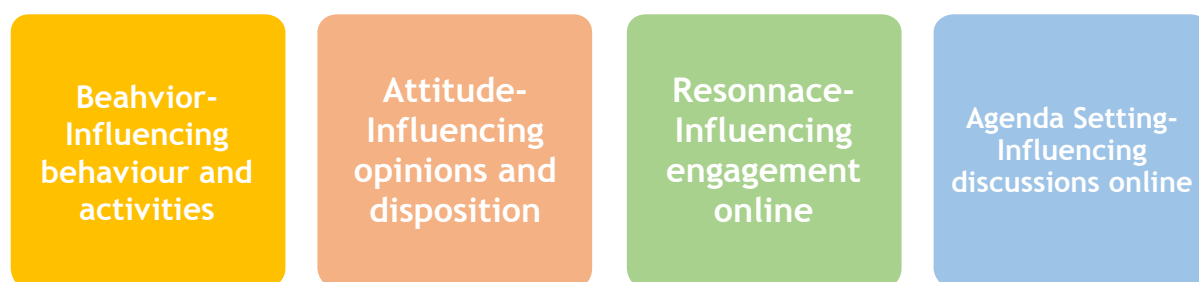 Beahvior-
Influencing
behaviour and
activities
Attitude-
Influencing
opinions and
disposition
Resonnace-
Influencing
engagement
online
Agenda Setting-
Influencing
discussions online